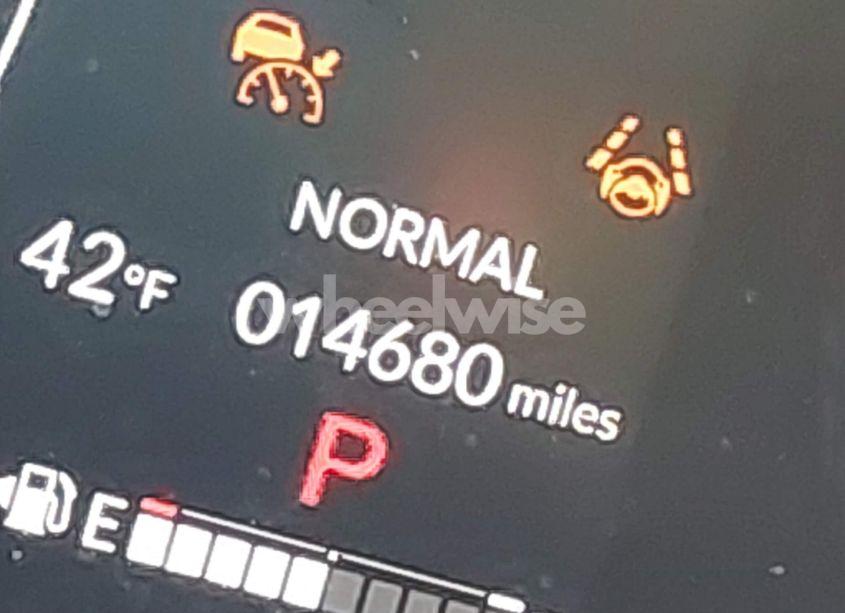 NORMAL
42°F
014680 miles
wheelwise
P
E